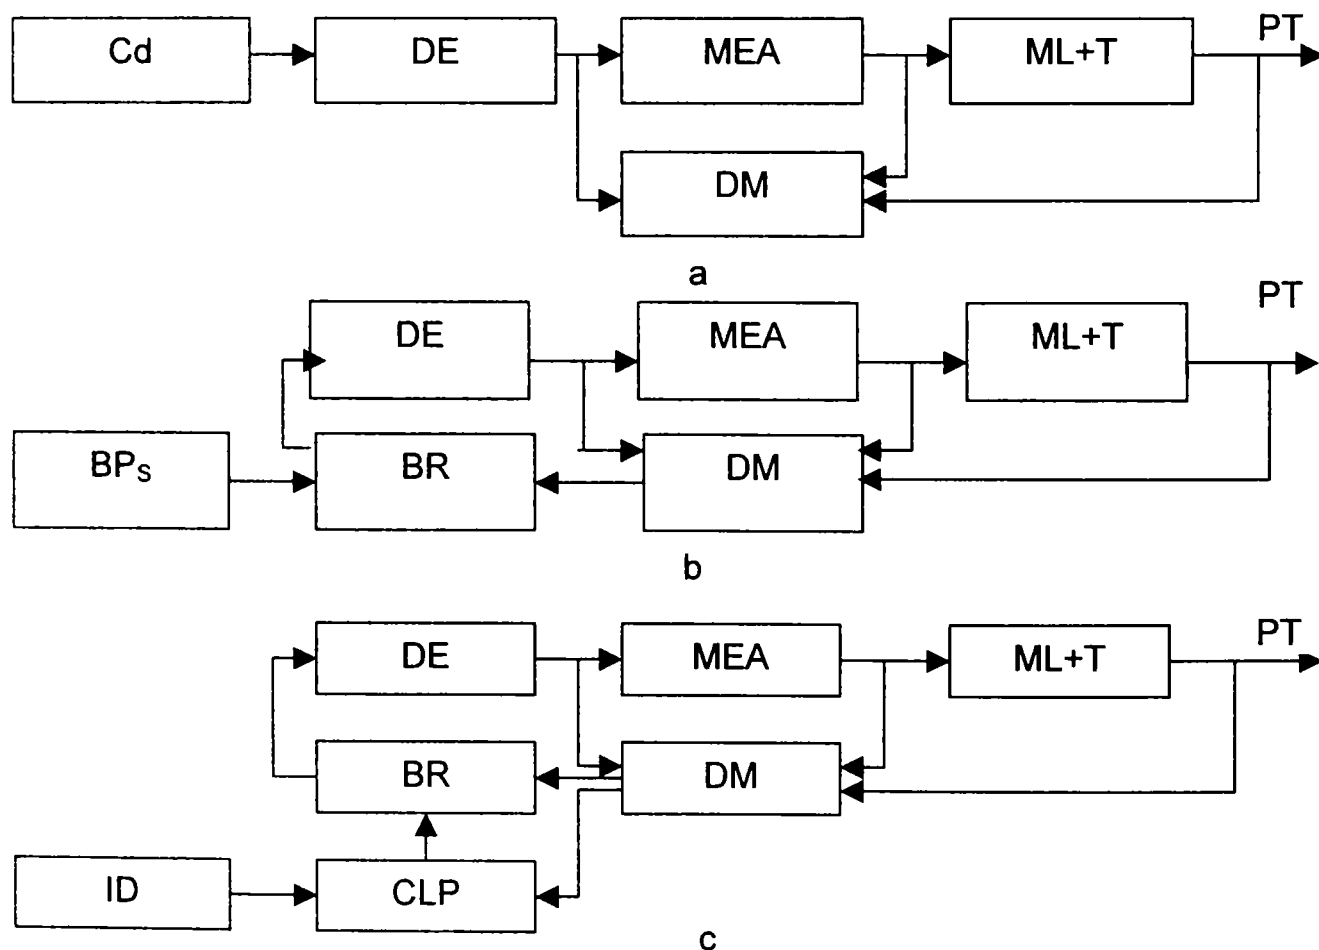 PT
Cd DE MEA ML+T
DM
a
PT
DE MEA ML+T
BPS BR DM
b
PT
DE MEA ML+T
BR DM
ID CLP
c